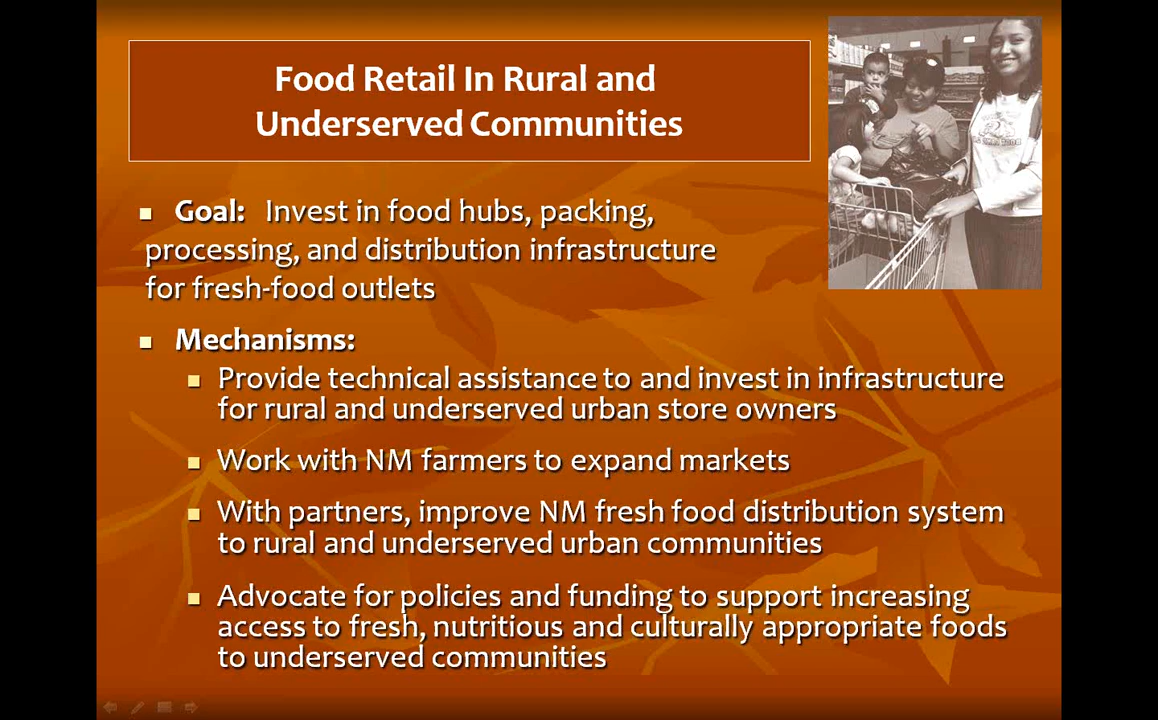 Food Retail In Rural and
Underserved Communities
Goal: Invest in food hubs, packing,
processing, and distribution infrastructure
for fresh-food outlets
Mechanisms:
Provide technical assistance to and invest in infrastructure
for rural and underserved urban store owners
Work with NM farmers to expand markets
With partners, improve NM fresh food distribution system
to rural and underserved urban communities
Advocate for policies and funding to support increasing
access to fresh, nutritious and culturally appropriate foods
to underserved communities